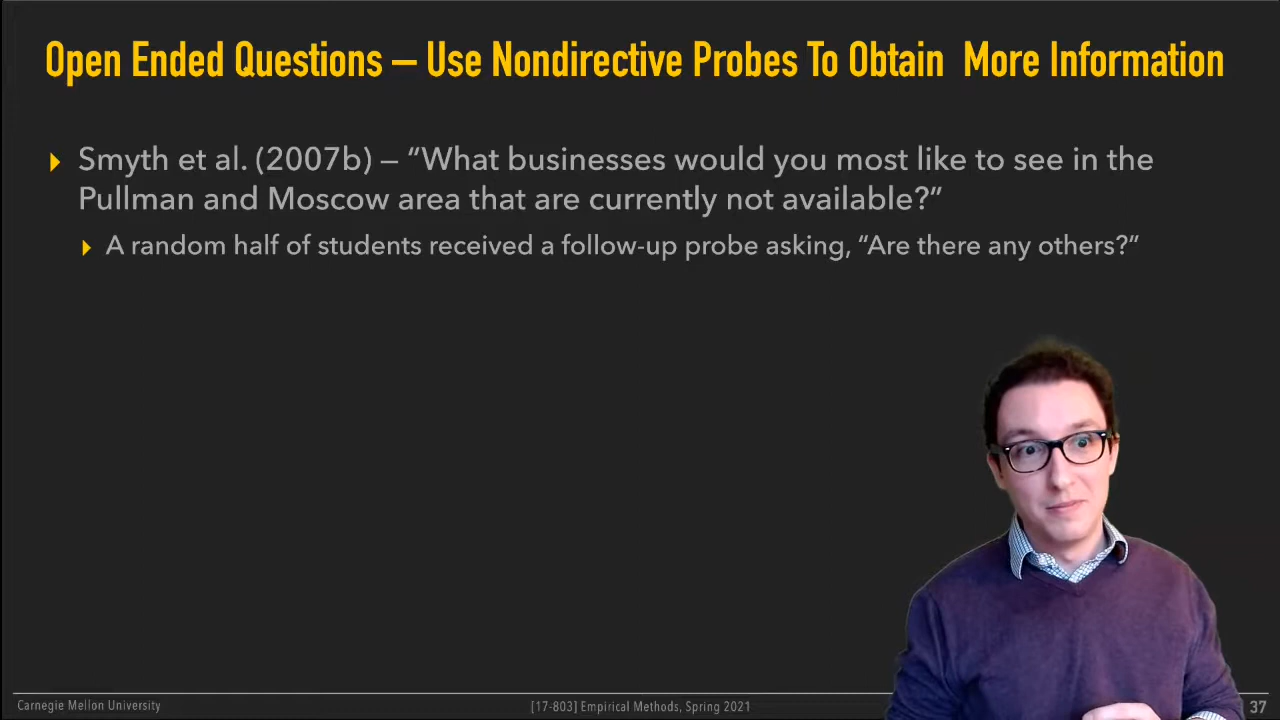 Open Ended Questions – Use Nondirective Probes To Obtain  More Information
Smyth et al. (2007b) – “What businesses would you most like to see in the
Pullman and Moscow area that are currently not available?”
A random half of students received a follow-up probe asking, “Are there any others?”
Carnegie Mellon University
[17-803] Empirical Methods, Spring 2021
37